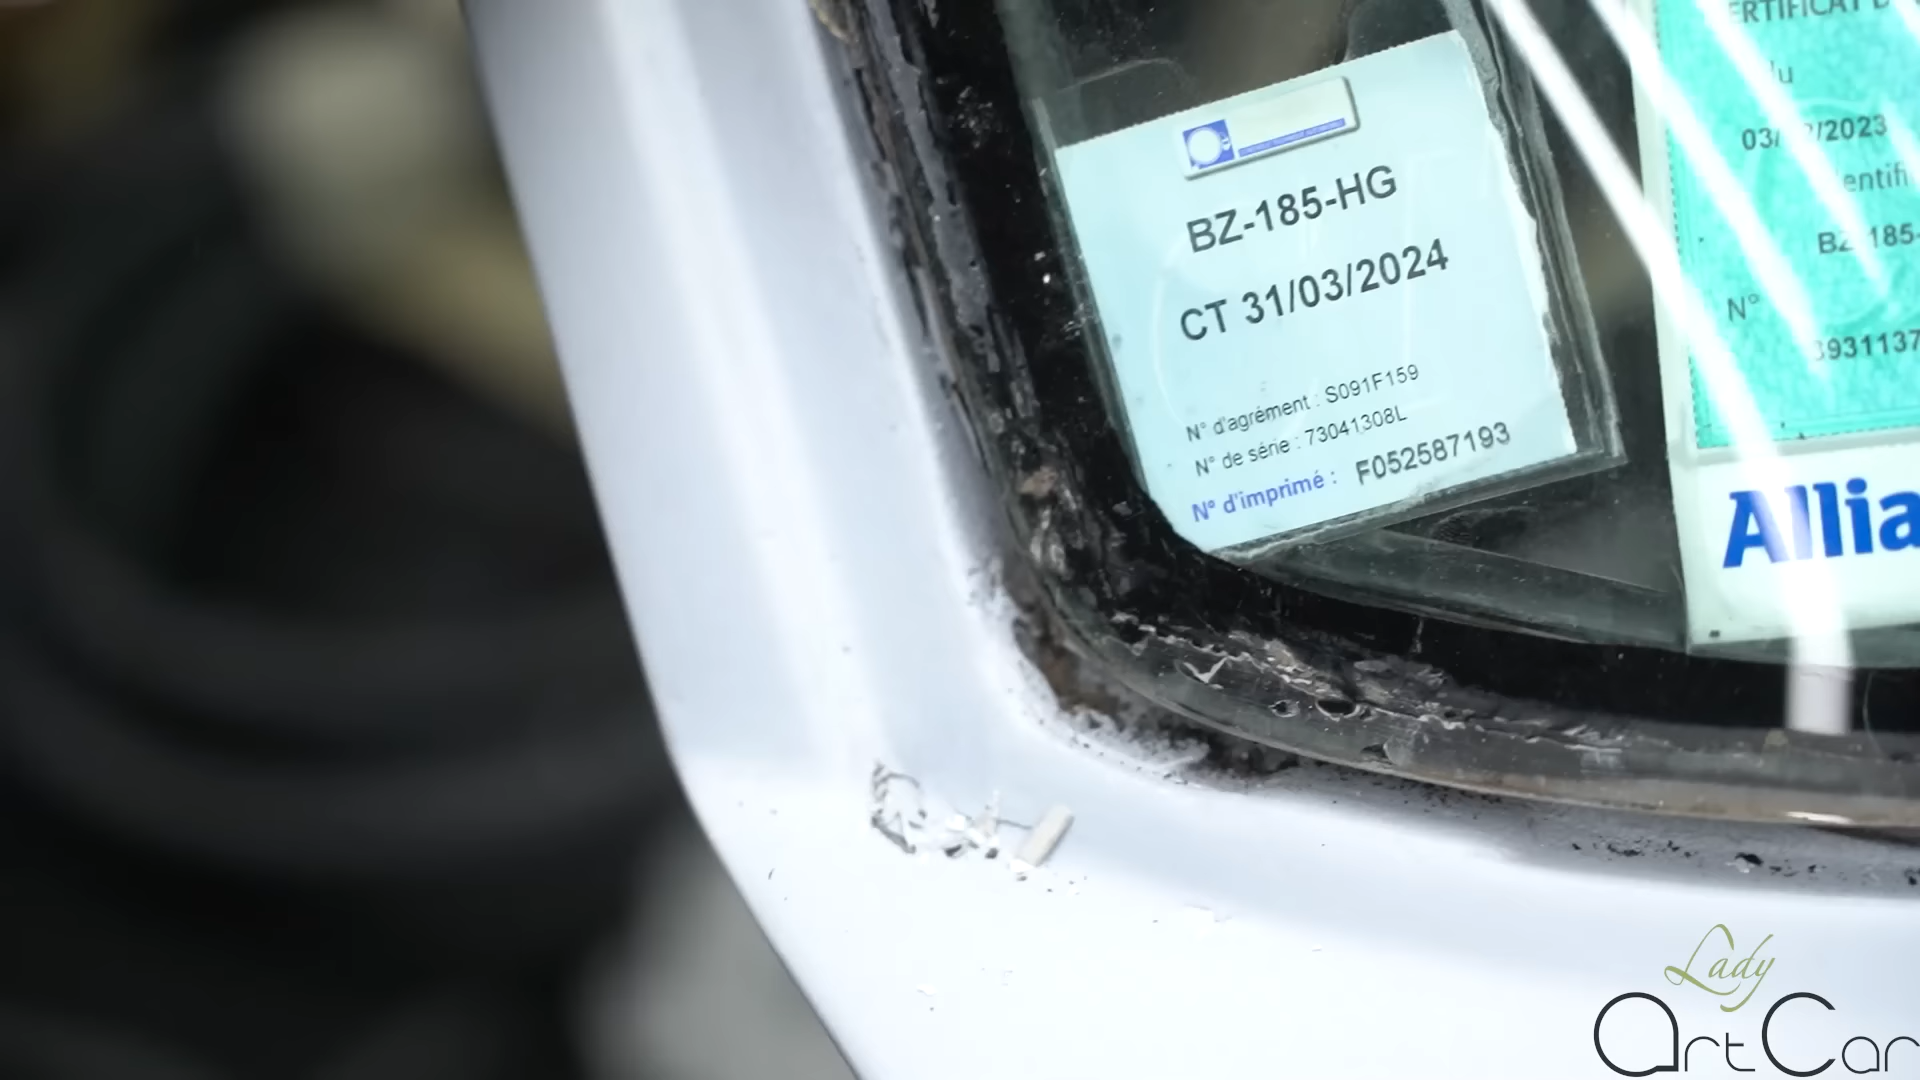 BZ-185-HG
CT 31/03/2024
N° d'agrément : S091F159
N° de série : 73041308L
N° d'imprimé : F052587193
03/ /2023
BZ 185-
N°
3931137
Allia
Lady
ArtCar